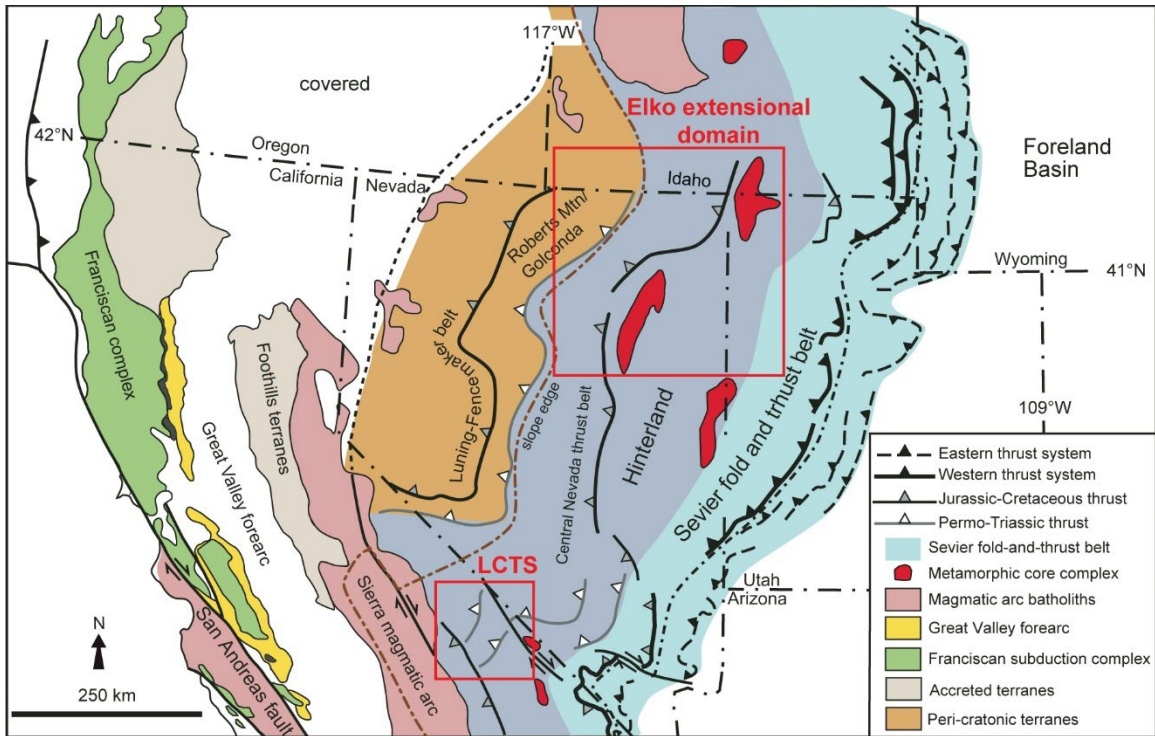 117°W
covered
Elko extensional
domain
42°N
Oregon
California
Nevada
Idaho
Foreland
Basin
Roberts Mtn/
Golconda
Wyoming
41°N
Franciscan complex
Foothills terranes
Luning-Fencemaker belt
slope edge
Central Nevada thrust belt
Hinterland
Sevier fold and trhust belt
109°W
Great Valley forearc
LCTS
Utah
Arizona
Sierra magmatic arc
San Andreas fault
N
250 km
Eastern thrust system
Western thrust system
Jurassic-Cretaceous thrust
Permo-Triassic thrust
Sevier fold-and-thrust belt
Metamorphic core complex
Magmatic arc batholiths
Great Valley forearc
Franciscan subduction complex
Accreted terranes
Peri-cratonic terranes